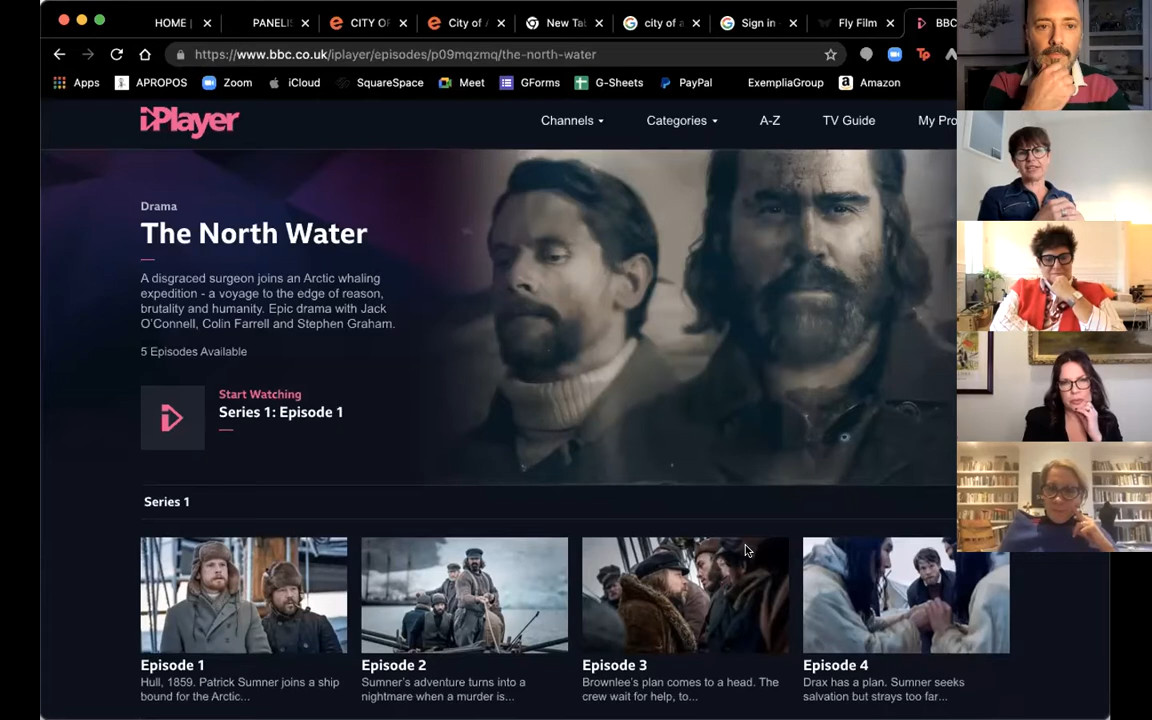 HOME
PANELIS
CITY OF
City of A
New Tab
city of a
Sign in
Fly Film
BBC
https://www.bbc.co.uk/iplayer/episodes/p09mqzmq/the-north-water
Apps APROPOS Zoom iCloud SquareSpace Meet GForms G-Sheets PayPal ExempliaGroup Amazon
iPlayer
Channels Categories A-Z TV Guide My Pro
Drama
The North Water
A disgraced surgeon joins an Arctic whaling
expedition - a voyage to the edge of reason,
brutality and humanity. Epic drama with Jack
O'Connell, Colin Farrell and Stephen Graham.
5 Episodes Available
Start Watching
Series 1: Episode 1
Series 1
Episode 1
Hull, 1859. Patrick Sumner joins a ship
bound for the Arctic...
Episode 2
Sumner's adventure turns into a
nightmare when a murder is...
Episode 3
Brownlee's plan comes to a head. The
crew wait for help, to...
Episode 4
Drax has a plan. Sumner seeks
salvation but strays too far...